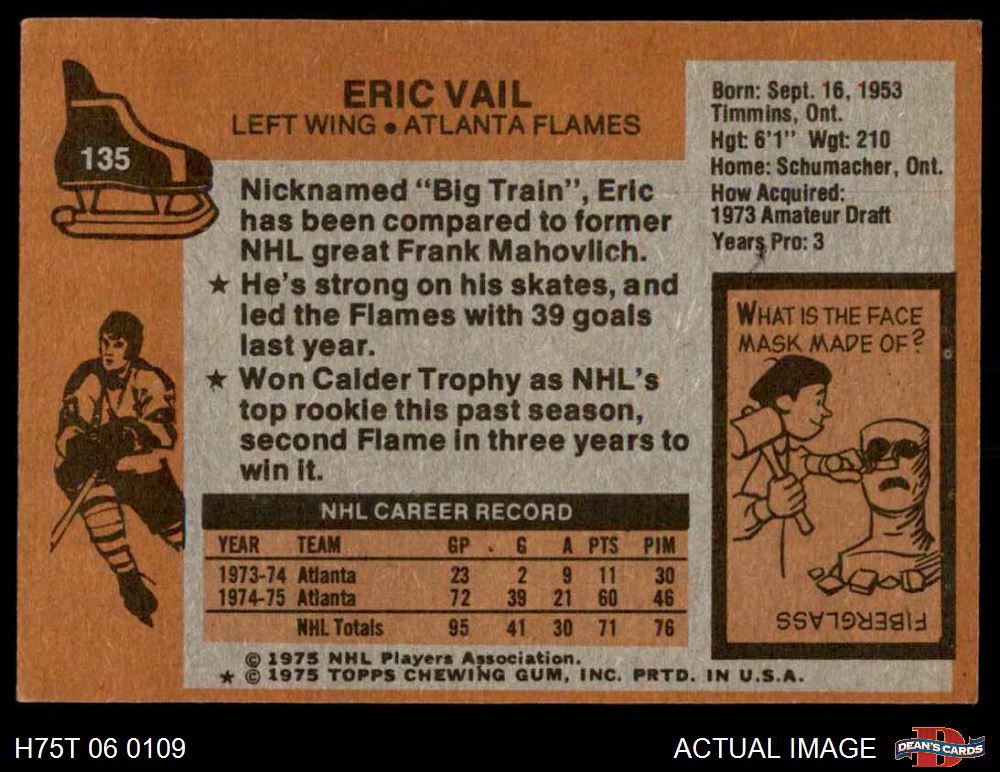 135
ERIC VAIL
LEFT WING • ATLANTA FLAMES
Nicknamed “Big Train”, Eric
has been compared to former
NHL great Frank Mahovlich.
★ He’s strong on his skates, and
led the Flames with 39 goals
last year.
★ Won Calder Trophy as NHL’s
top rookie this past season,
second Flame in three years to
win it.
Born: Sept. 16, 1953
Timmins, Ont.
Hgt: 6'1" Wgt: 210
Home: Schumacher, Ont.
How Acquired:
1973 Amateur Draft
Years Pro: 3
WHAT IS THE FACE
MASK MADE OF?
FIBERGLASS
NHL CAREER RECORD
YEAR TEAM GP G A PTS PIM
1973-74 Atlanta 23 2 9 11 30
1974-75 Atlanta 72 39 21 60 46
NHL Totals 95 41 30 71 76
© 1975 NHL Players Association.
★ © 1975 TOPPS CHEWING GUM, INC. PRTD. IN U.S.A.
H75T 06 0109
ACTUAL IMAGE
D
DEAN'S CARDS